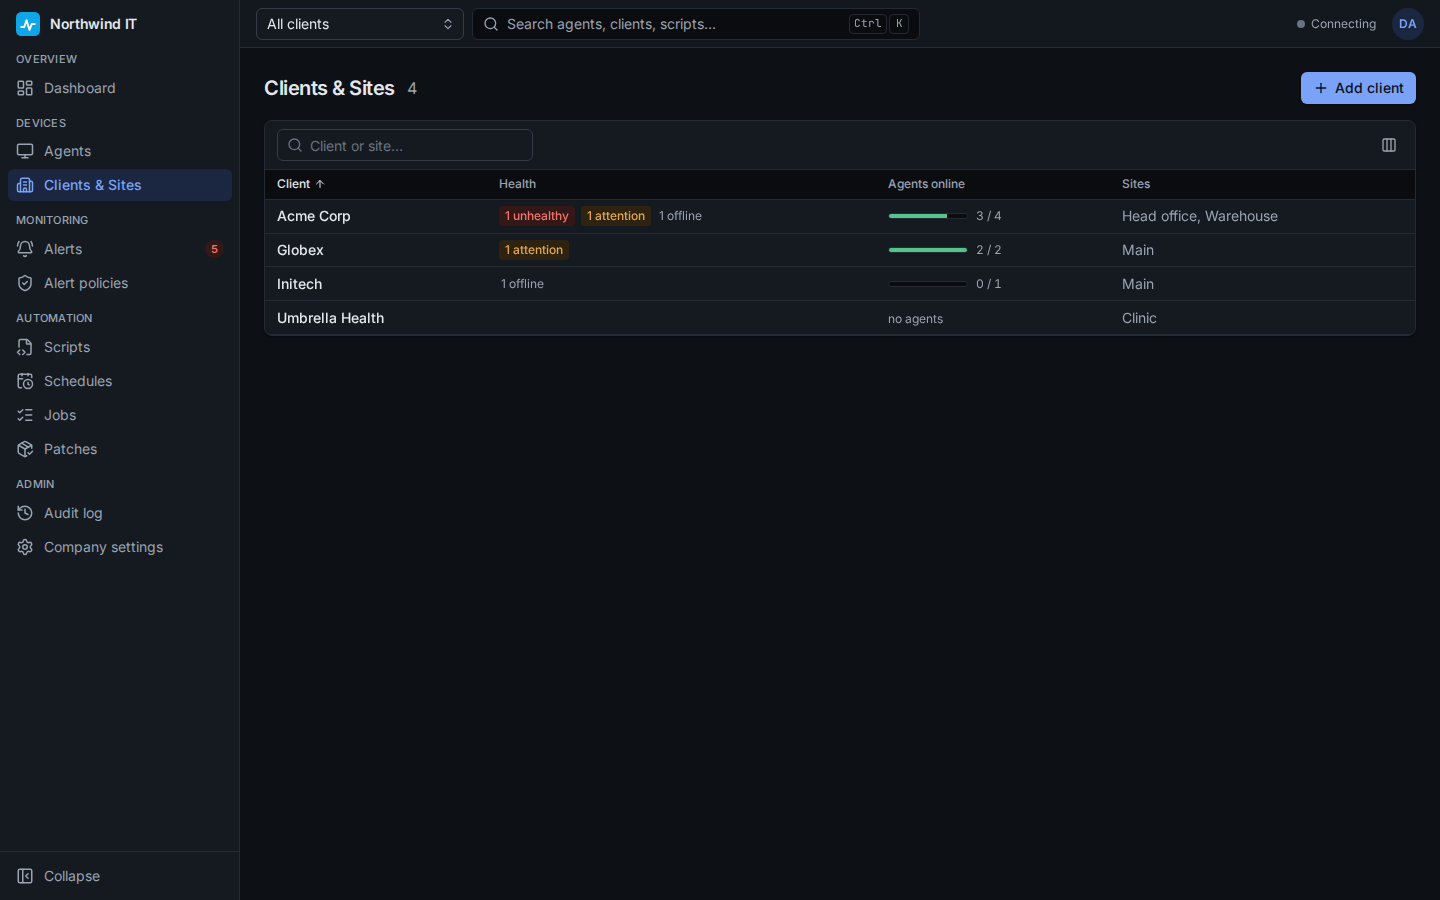 Northwind IT
OVERVIEW
Dashboard
DEVICES
Agents
Clients & Sites
MONITORING
Alerts 5
Alert policies
AUTOMATION
Scripts
Schedules
Jobs
Patches
ADMIN
Audit log
Company settings
Collapse
All clients Search agents, clients, scripts... Ctrl K Connecting DA
Clients & Sites 4 Add client
Client or site...
Client Health Agents online Sites
Acme Corp 1 unhealthy 1 attention 1 offline 3 / 4 Head office, Warehouse
Globex 1 attention 2 / 2 Main
Initech 1 offline 0 / 1 Main
Umbrella Health no agents Clinic